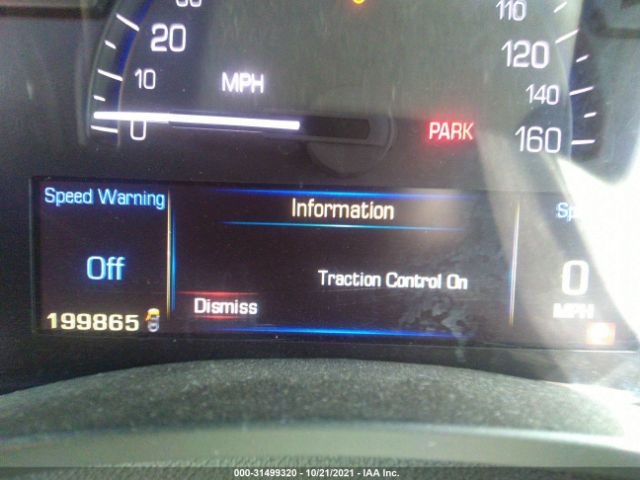 20
110
120
10
MPH
140
0
PARK
160
Speed Warning
Information
Off
Traction Control On
0
199865
Dismiss
MPH
000-31499320 - 10/21/2021 - IAA Inc.